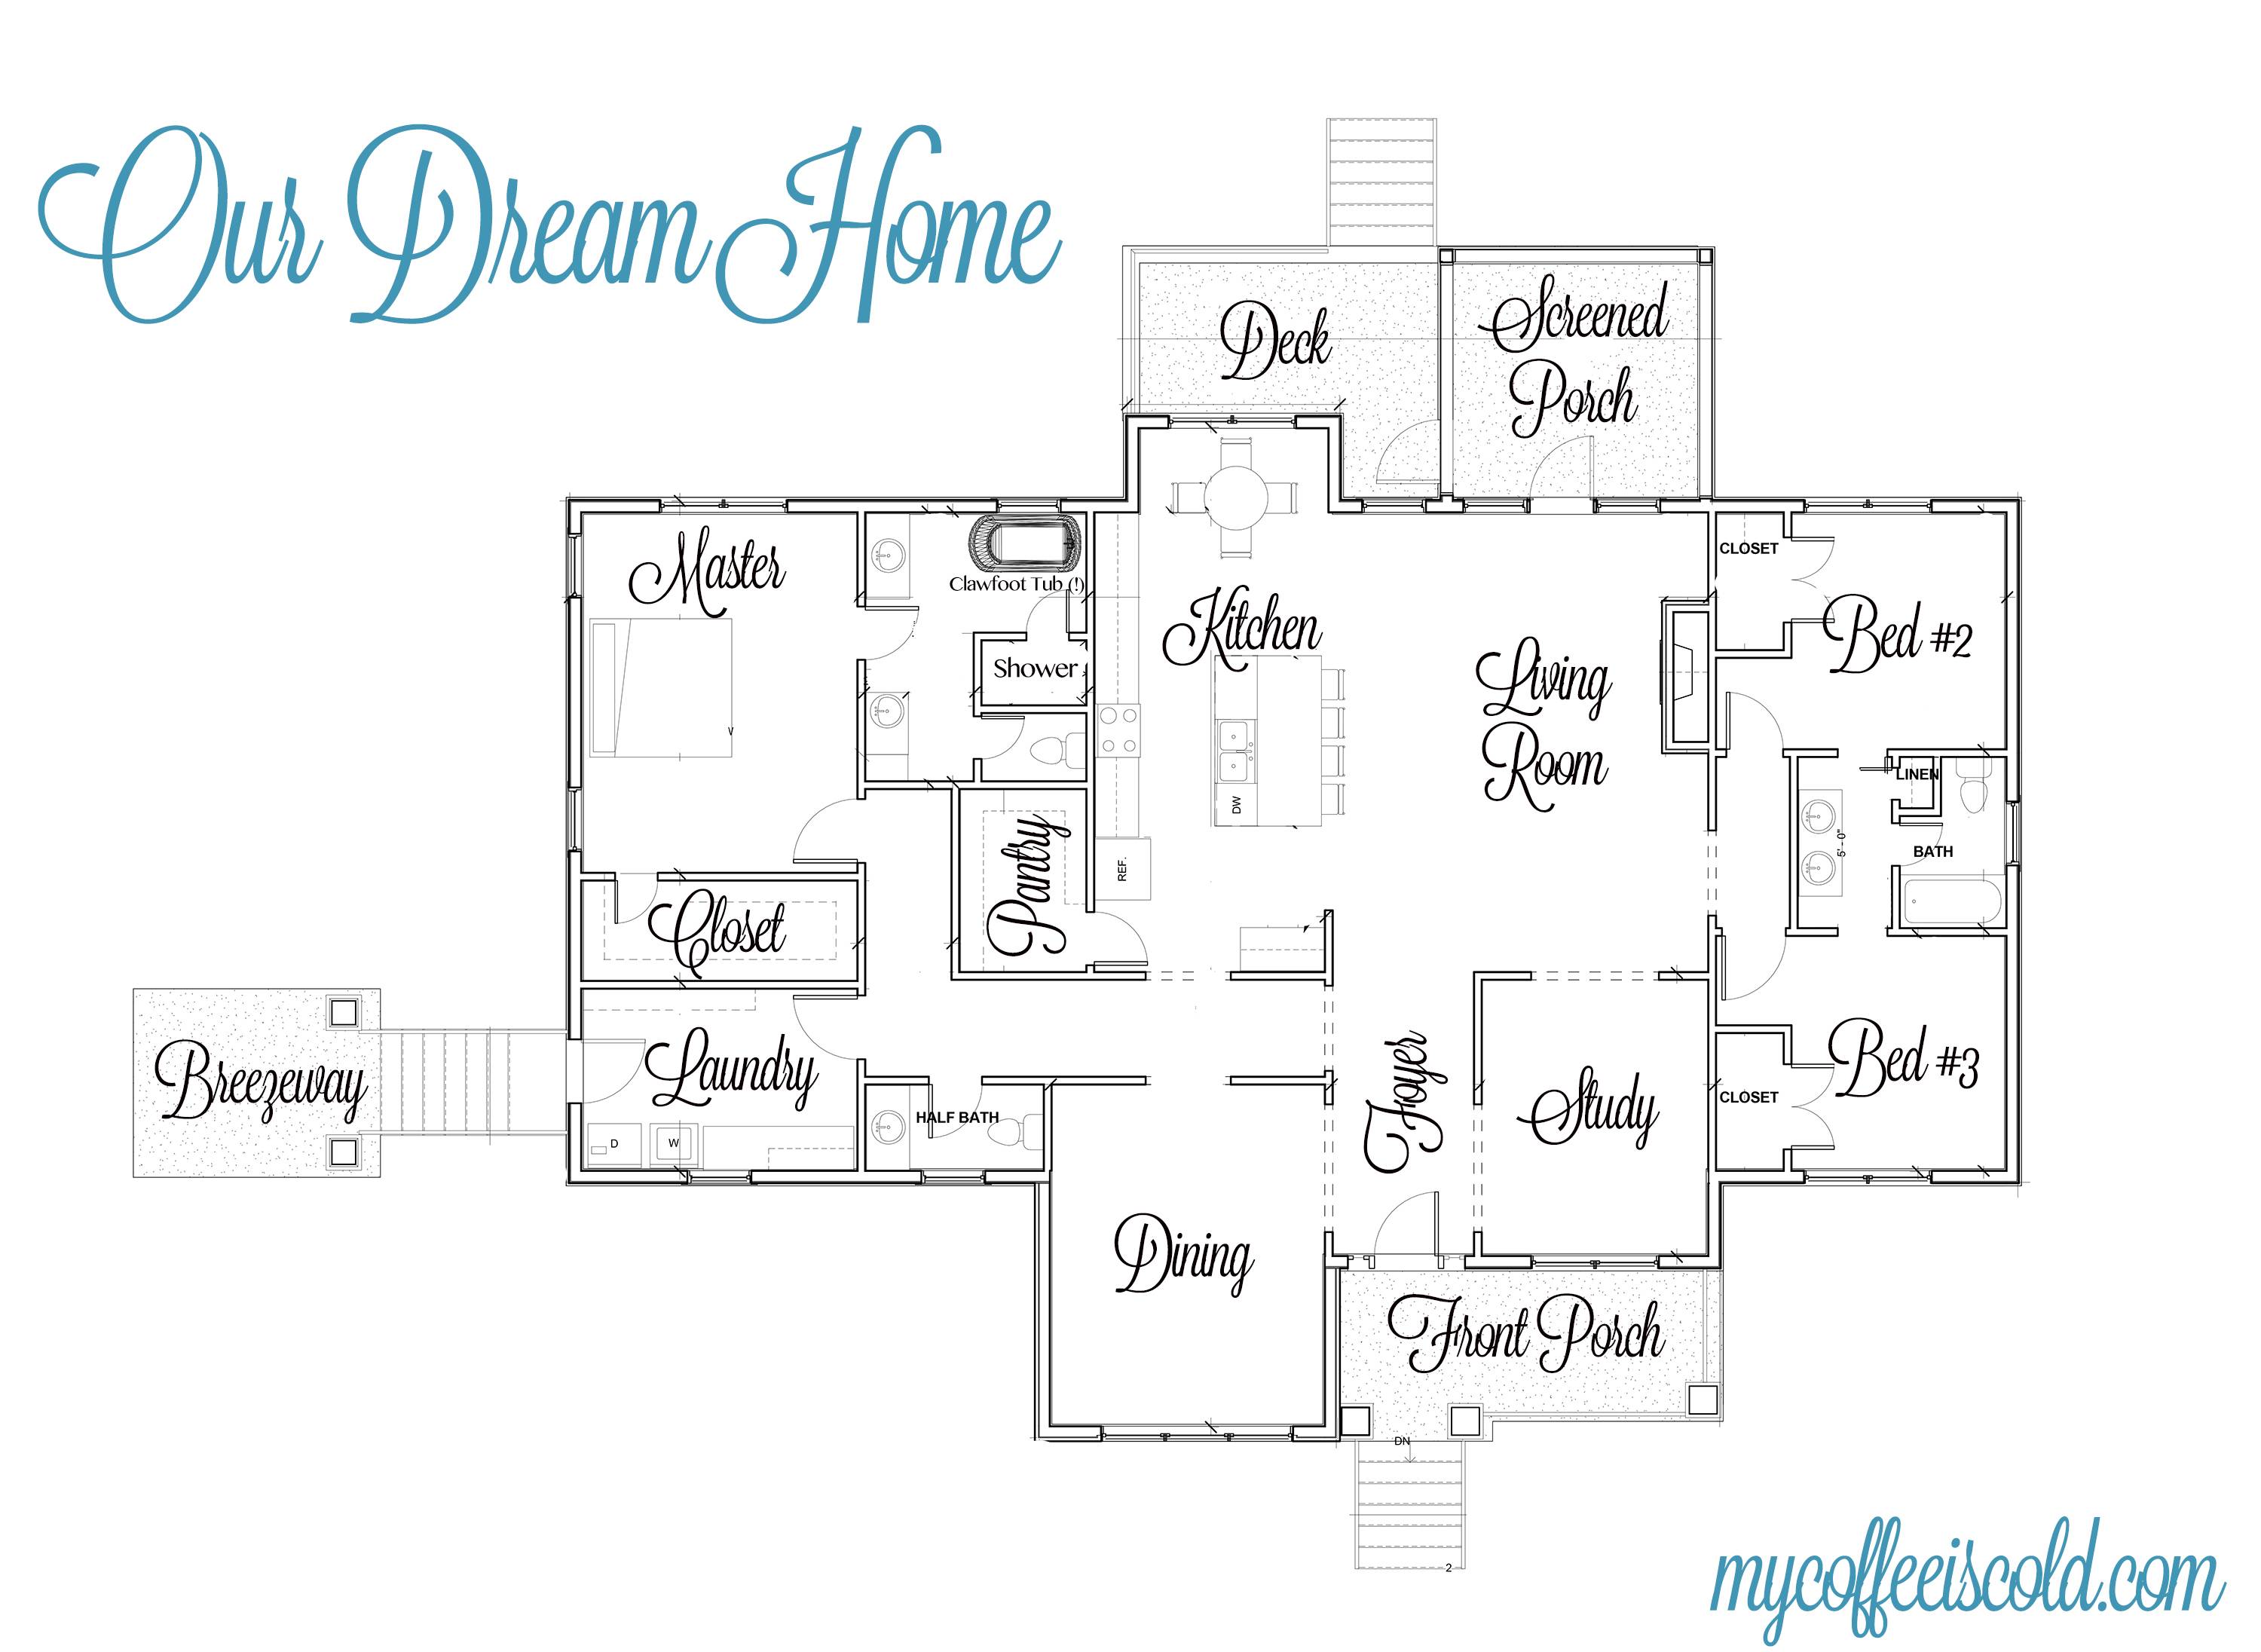 Our Dream Home
Deck
Screened
Porch
Master
Clawfoot Tub (!)
Shower
Kitchen
Living
Room
CLOSET
Bed #2
V
DW
LINEN
5'-0"
BATH
Pantry
REF.
Closet
Breezeway
Laundry
D
W
HALF BATH
Foyer
Study
CLOSET
Bed #3
Dining
Front Porch
DN
2
mycoffeeiscold.com